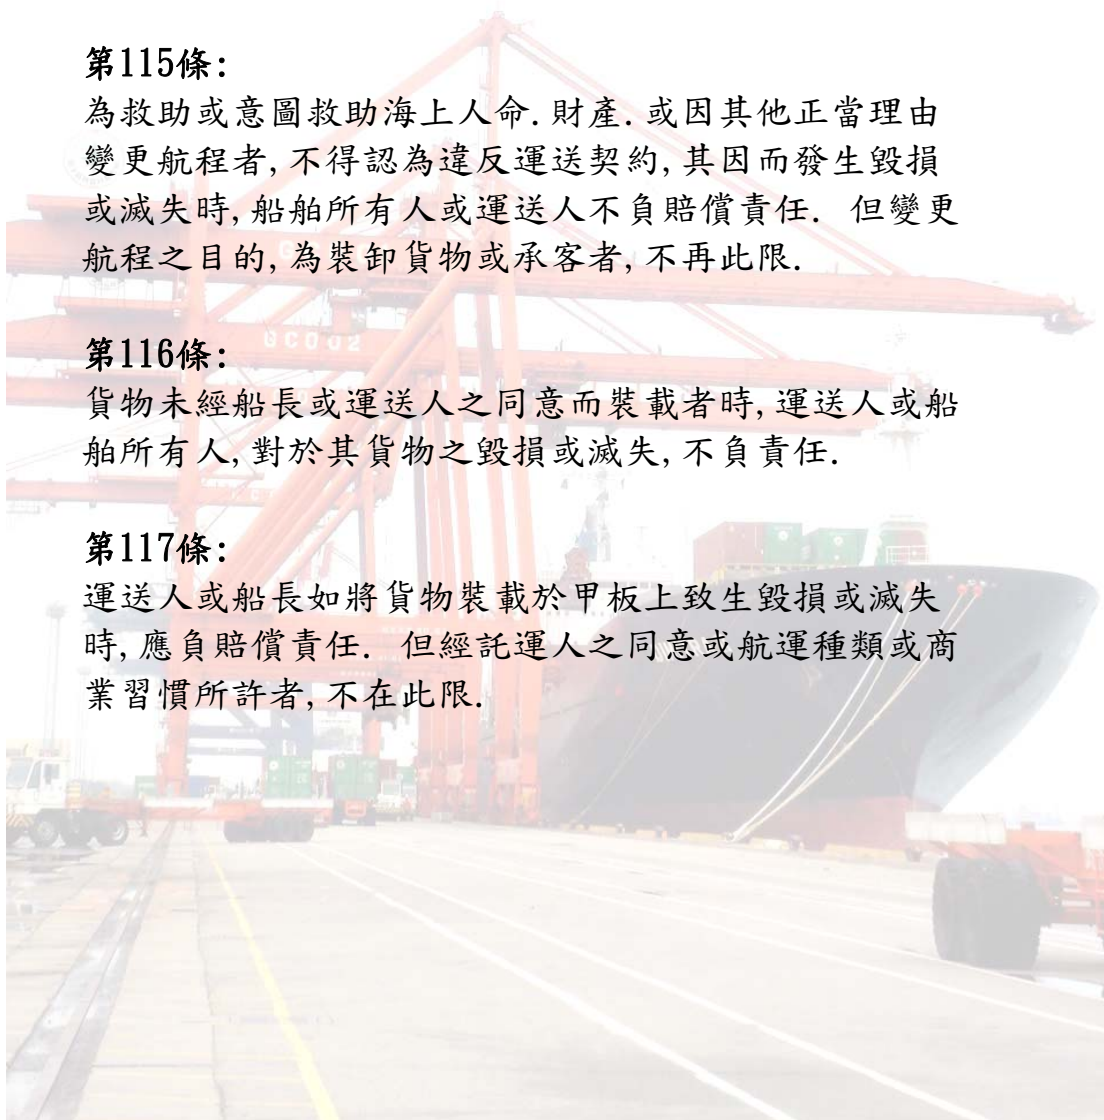 第115條:
為救助或意圖救助海上人命.財產.或因其他正當理由
變更航程者,不得認為違反運送契約,其因而發生毀損
或滅失時,船舶所有人或運送人不負賠償責任. 但變更
航程之目的,為裝卸貨物或承客者,不再此限.
GC002
第116條:
貨物未經船長或運送人之同意而裝載者時,運送人或船
舶所有人,對於其貨物之毀損或滅失,不負責任.
第117條:
運送人或船長如將貨物裝載於甲板上致生毀損或滅失
時,應負賠償責任. 但經託運人之同意或航運種類或商
業習慣所許者,不在此限.